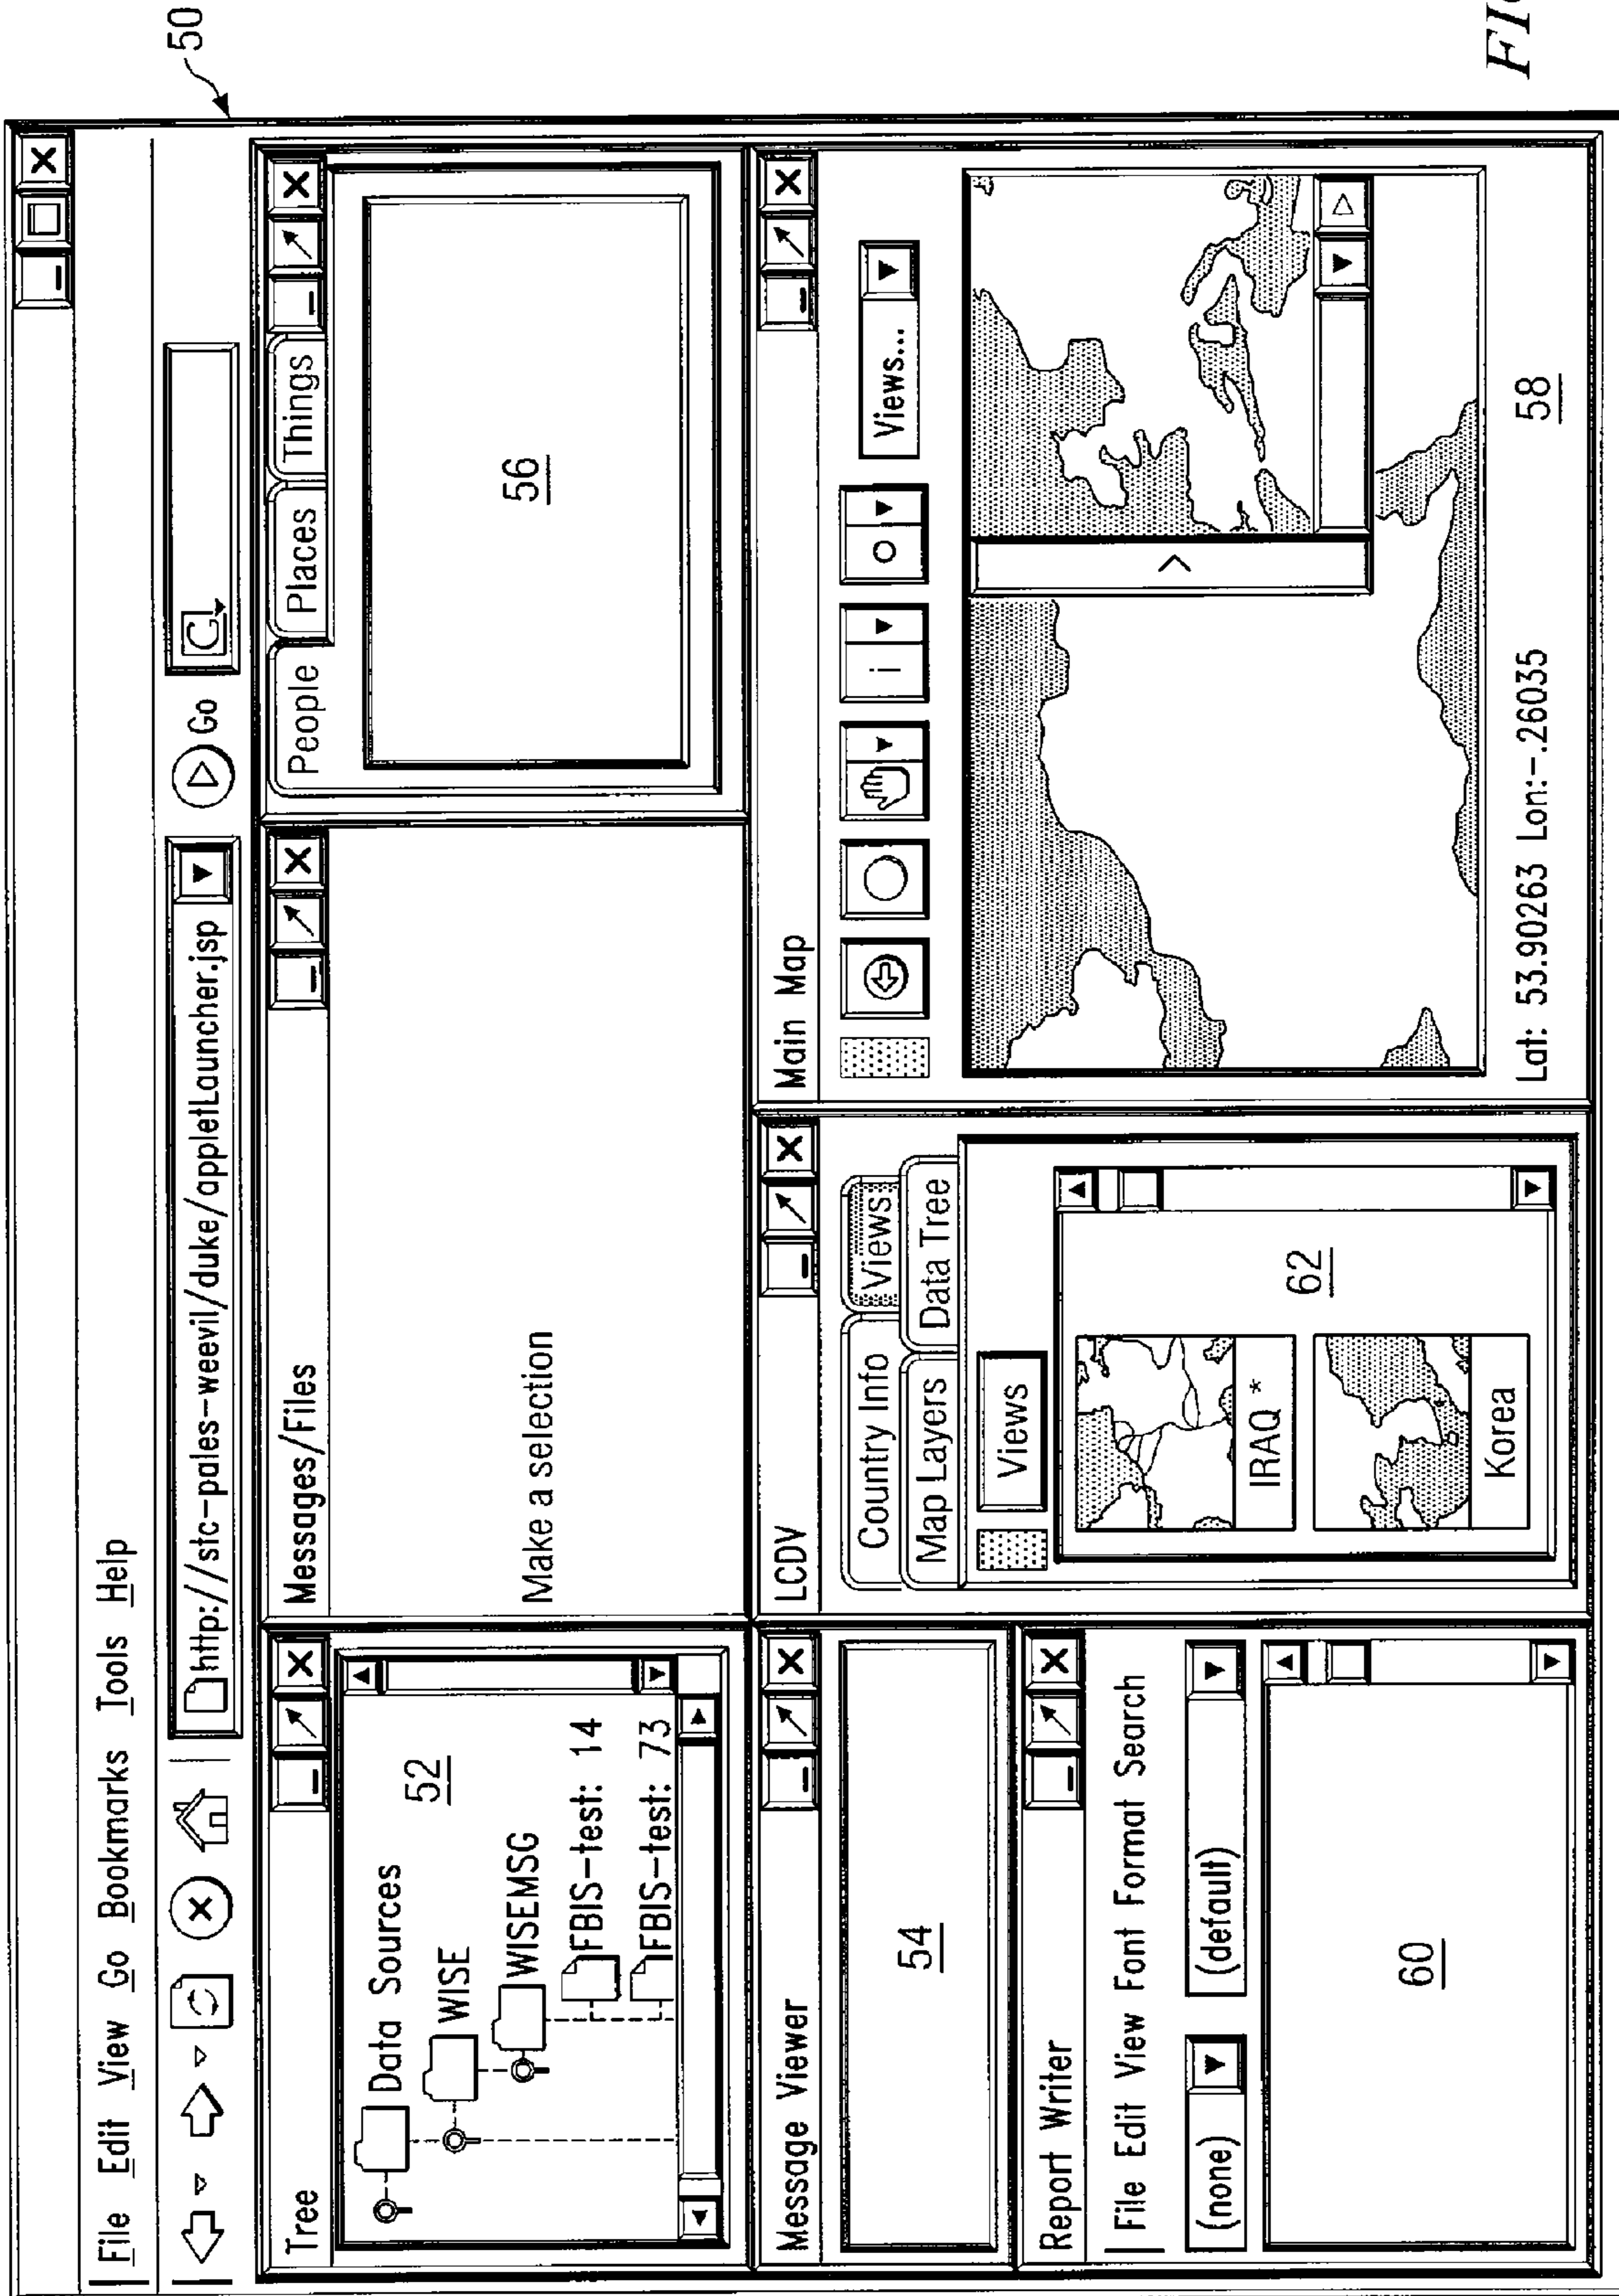 50
File Edit View Go Bookmarks Tools Help
http://stc-pales-weevil/duke/appletLauncher.jsp
Go
G
Tree
Data Sources
WISE
WISEMSG
FBIS-test: 14
FBIS-test: 73
52
Messages/Files
Make a selection
People Places Things
56
Message Viewer
54
Report Writer
File Edit View Font Format Search
(none) (default)
60
LCDV
Country Info Views
Map Layers Data Tree
Views
IRAQ *
Korea
62
Main Map
i
Views...
Lat: 53.90263 Lon:-.26035
58